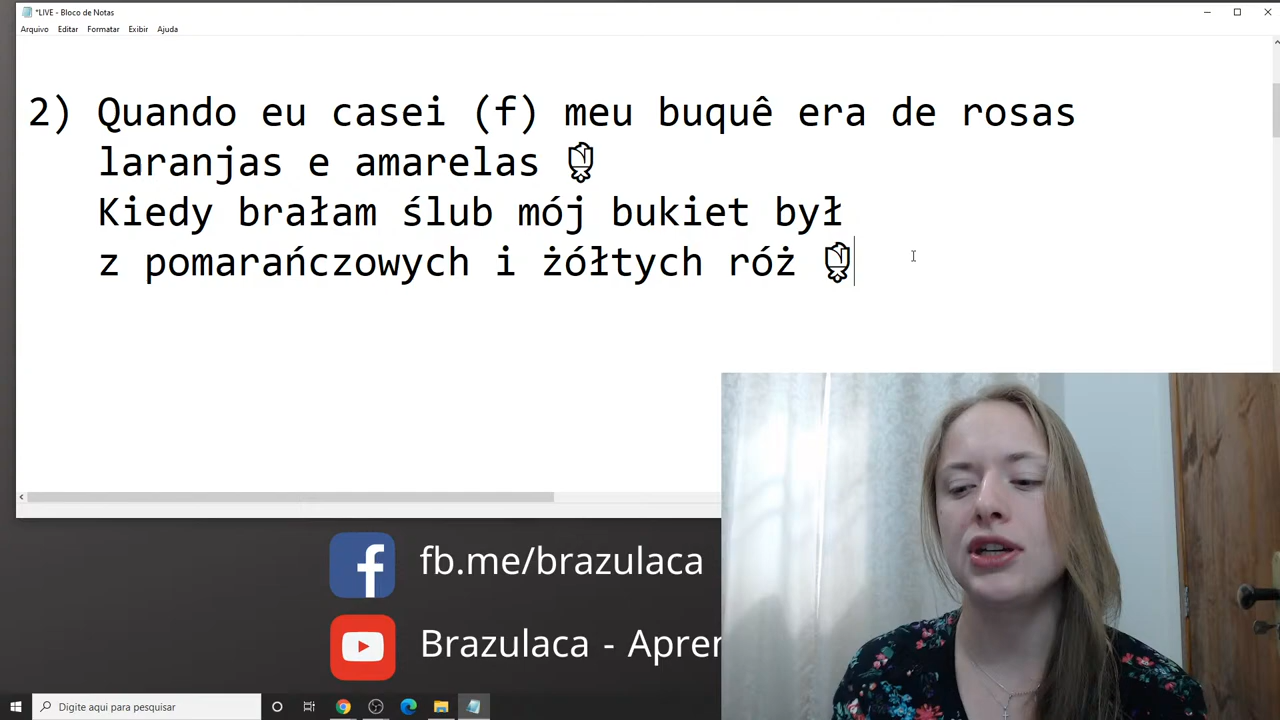 *LIVE - Bloco de Notas
Arquivo Editar Formatar Exibir Ajuda
2) Quando eu casei (f) meu buquê era de rosas
laranjas e amarelas 🌹
Kiedy brałam ślub mój bukiet był
z pomarańczowych i żółtych róż 🌹
fb.me/brazulaca
Brazulaca - Apren
Digite aqui para pesquisar